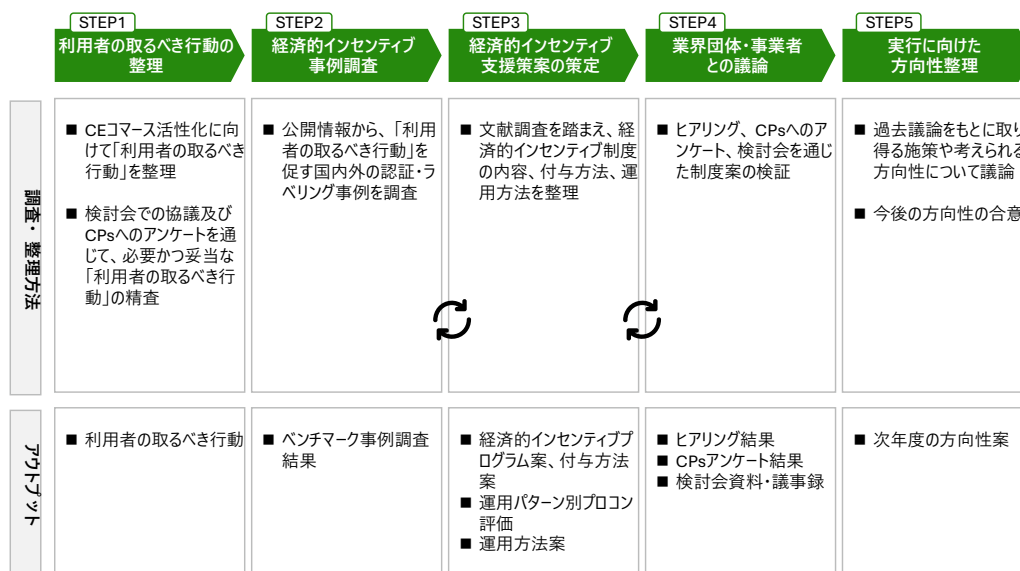 STEP1
利用者の取るべき行動の
整理
STEP2
経済的インセンティブ
事例調査
STEP3
経済的インセンティブ
支援策案の策定
STEP4
業界団体・事業者
との議論
STEP5
実行に向けた
方向性整理
調査・整理方法
■ CEコマース活性化に向
けて「利用者の取るべき
行動」を整理
■ 検討会での協議及び
CPsへのアンケートを通
じて、必要かつ妥当な
「利用者の取るべき行
動」の精査
■ 公開情報から、「利用
者の取るべき行動」を
促す国内外の認証・ラ
ベリング事例を調査
■ 文献調査を踏まえ、経
済的インセンティブ制度
の内容、付与方法、運
用方法を整理
■ ヒアリング、CPsへのア
ンケート、検討会を通じ
た制度案の検証
■ 過去議論をもとに取り
得る施策や考えられる
方向性について議論
■ 今後の方向性の合意
アウトプット
■ 利用者の取るべき行動
■ ベンチマーク事例調査
結果
■ 経済的インセンティブプ
ログラム案、付与方法
案
■ 運用パターン別プロコン
評価
■ 運用方法案
■ ヒアリング結果
■ CPsアンケート結果
■ 検討会資料・議事録
■ 次年度の方向性案